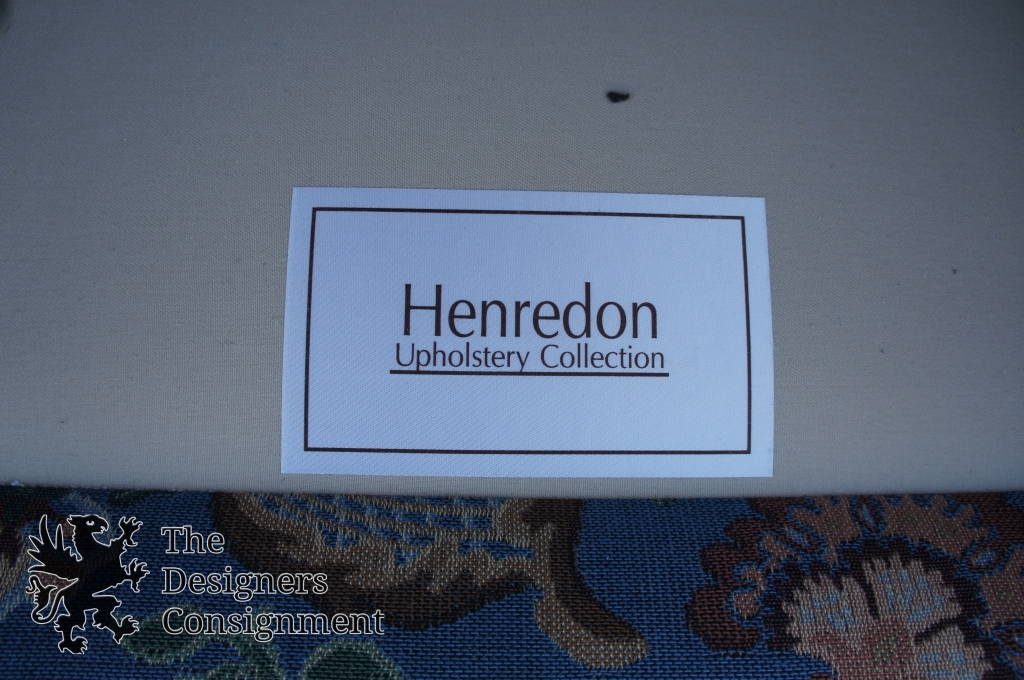 Henredon
Upholstery Collection
The
Designers
Consignment